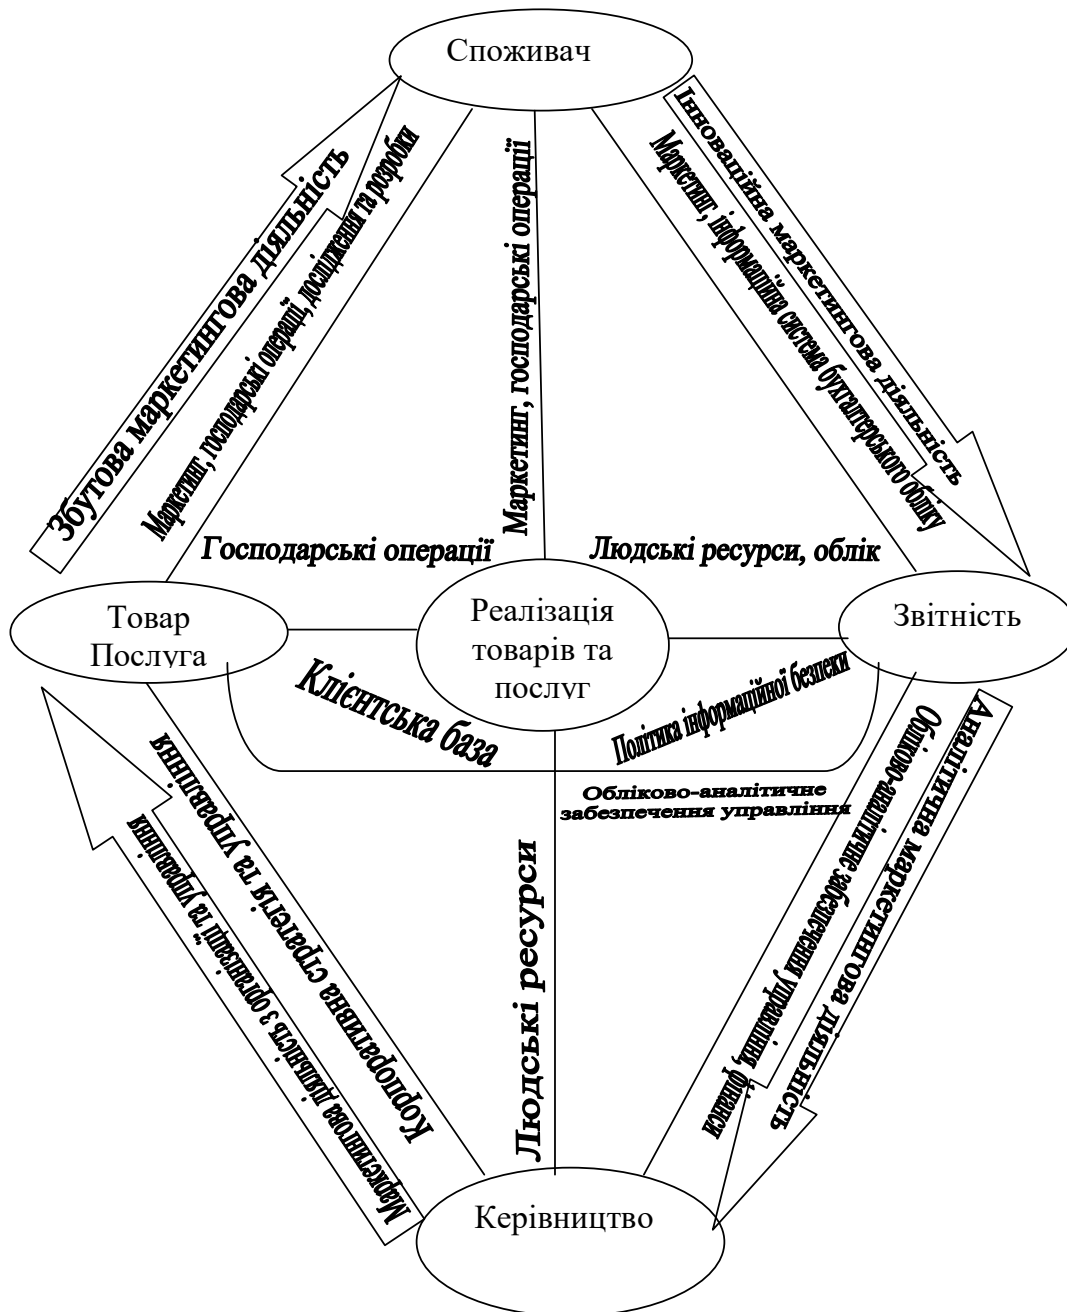 Споживач
Збутова маркетингова діяльність
Маркетинг, господарські операції, дослідження та розробки
Маркетинг, господарські операції
Маркетинг, інформаційна система бухгалтерського обліку
Інноваційна маркетингова діяльність
Господарські операції
Людські ресурси, облік
Товар
Послуга
Реалізація
товарів та
послуг
Звітність
Клієнтська база
Політика інформаційної безпеки
Обліково-аналітичне
забезпечення управління
Маркетингова діяльність з організації та управління
Корпоративна стратегія та управління
Людські ресурси
Обліково-аналітичне забезпечення управління, фінанси
Аналітична маркетингова діяльність
Керівництво